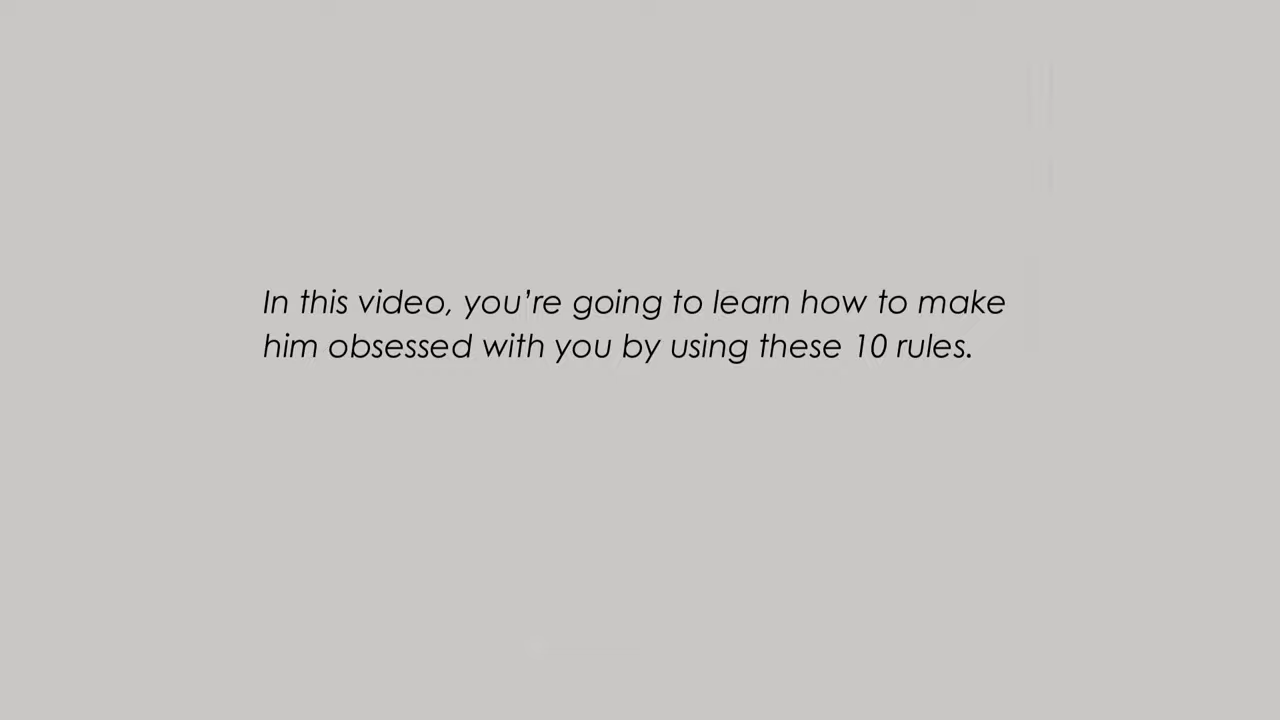 In this video, you’re going to learn how to make
him obsessed with you by using these 10 rules.